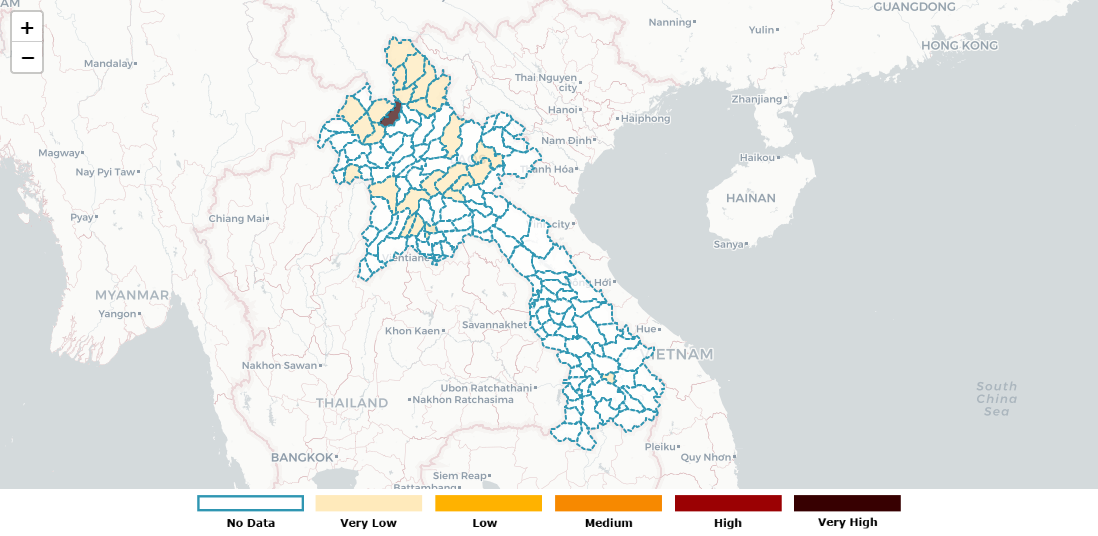 AM
+
−
GUANGDONG
Nanning
Yulin
HONG KONG
Mandalay
Thai Nguyen
city
Zhanjiang
Hanoi
Haiphong
Nam Định
Magway
Haikou
Nay Pyi Taw
Thanh Hóa
HAINAN
Pyay
Chiang Mai
city
Sanya
entiane
Hới
MYANMAR
Yangon
Khon Kaen
Savannakhet
Hue
IETNAM
Nakhon Sawan
South
China
Sea
Ubon Ratchathani
THAILAND
Nakhon Ratchasima
Pleiku
BANGKOK
Quy Nhơn
Siem Reap
Battambang
No Data
Very Low
Low
Medium
High
Very High